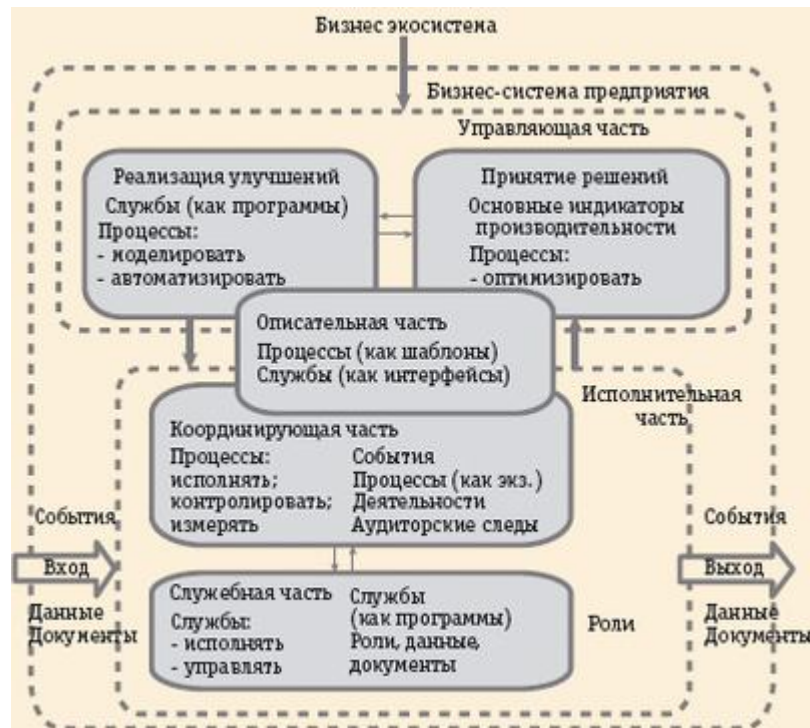 Бизнес экосистема
Бизнес-система предприятия
Управляющая часть
Реализация улучшений
Службы (как программы)
Процессы:
- моделировать
- автоматизировать
Принятие решений
Основные индикаторы
производительности
Процессы:
- оптимизировать
Описательная часть
Процессы (как шаблоны)
Службы (как интерфейсы)
Исполнительная
часть
Координирующая часть
Процессы:
исполнять;
контролировать;
измерять
События
Процессы (как экз.)
Деятельности
Аудиторские следы
События
Вход
Данные
Документы
Служебная часть
Службы:
- исполнять
- управлять
Службы
(как программы)
Роли, данные,
документы
Роли
События
Выход
Данные
Документы